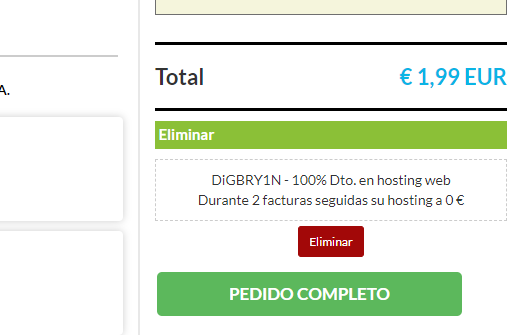 A.
Total € 1,99 EUR
Eliminar
DiGBRY1N - 100% Dto. en hosting web
Durante 2 facturas seguidas su hosting a 0 €
Eliminar
PEDIDO COMPLETO